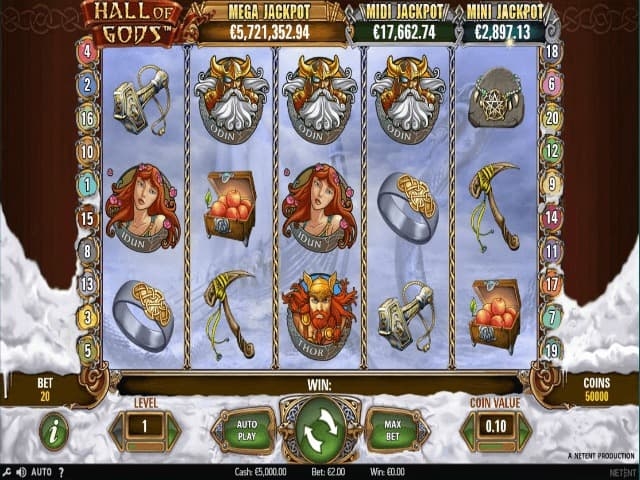 HALL OF
GODS™
MEGA JACKPOT
€5,721,352.94
MIDI JACKPOT
€17,662.74
MINI JACKPOT
€2,897.13
4
2
16
10
1
15
8
13
3
5
18
6
20
12
9
14
11
17
7
19
ODIN
ODIN
ODIN
IDUN
IDUN
THOR
WIN:
BET
20
COINS
50000
LEVEL
1
AUTO
PLAY
MAX
BET
COIN VALUE
0.10
i
A NETENT PRODUCTION
AUTO ?
Cash: €5,000.00 Bet: €2.00 Win: €0.00
NETENT